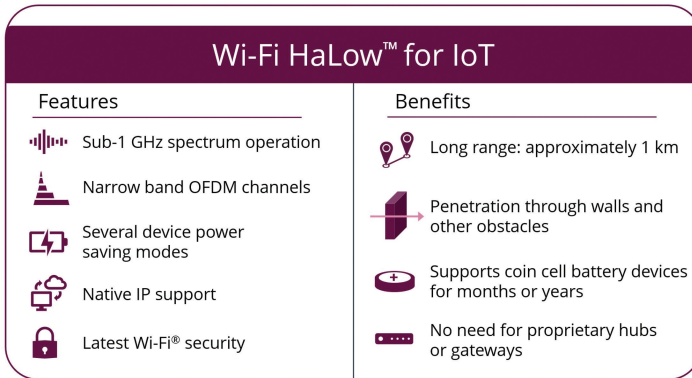 Wi-Fi HaLow™ for IoT
Features
Sub-1 GHz spectrum operation
Narrow band OFDM channels
Several device power
saving modes
Native IP support
Latest Wi-Fi® security
Benefits
Long range: approximately 1 km
Penetration through walls and
other obstacles
Supports coin cell battery devices
for months or years
No need for proprietary hubs
or gateways